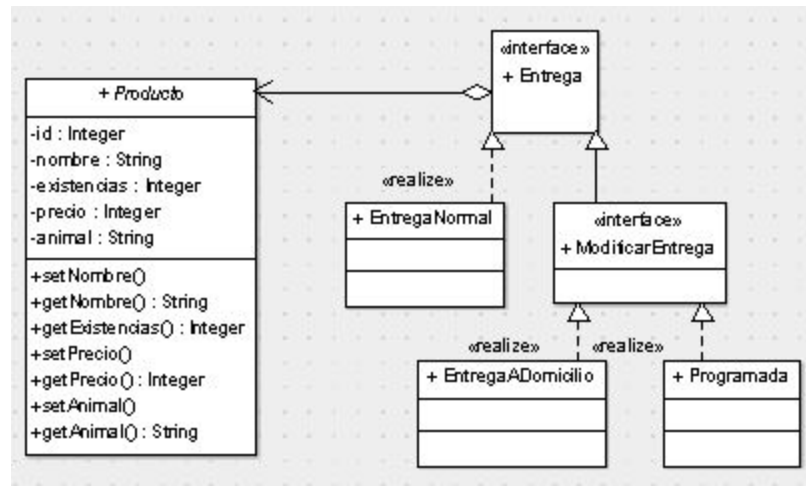 + Producto
-id : Integer
-nombre : String
-existencias : Integer
-precio : Integer
-animal : String
+setNombre()
+getNombre() : String
+getExistencias() : Integer
+setPrecio()
+getPrecio() : Integer
+setAnimal()
+getAnimal() : String
«interface»
+ Entrega
«realize»
+ EntregaNormal
«interface»
+ ModificarEntrega
«realize» «realize»
+ EntregaADomicilio
+ Programada